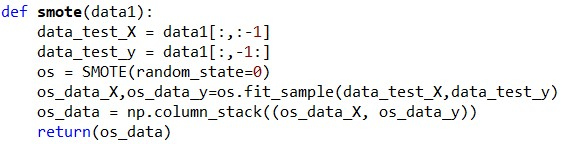 def smote(data1):
    data_test_X = data1[:,:-1]
    data_test_y = data1[:,-1:]
    os = SMOTE(random_state=0)
    os_data_X,os_data_y=os.fit_sample(data_test_X,data_test_y)
    os_data = np.column_stack((os_data_X, os_data_y))
    return(os_data)